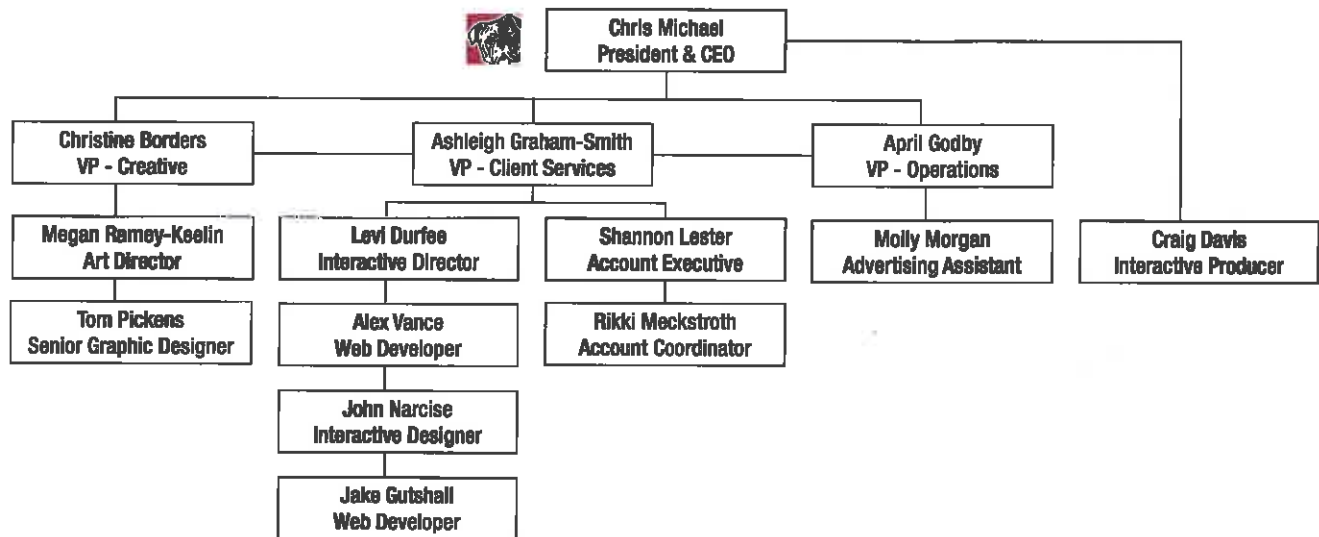 Chris Michael
President & CEO
Christine Borders
VP - Creative
Ashleigh Graham-Smith
VP - Client Services
April Godby
VP - Operations
Megan Ramey-Keelin
Art Director
Levi Durfee
Interactive Director
Shannon Lester
Account Executive
Molly Morgan
Advertising Assistant
Craig Davis
Interactive Producer
Tom Pickens
Senior Graphic Designer
Alex Vance
Web Developer
Rikki Meckstroth
Account Coordinator
John Narcise
Interactive Designer
Jake Gutshall
Web Developer